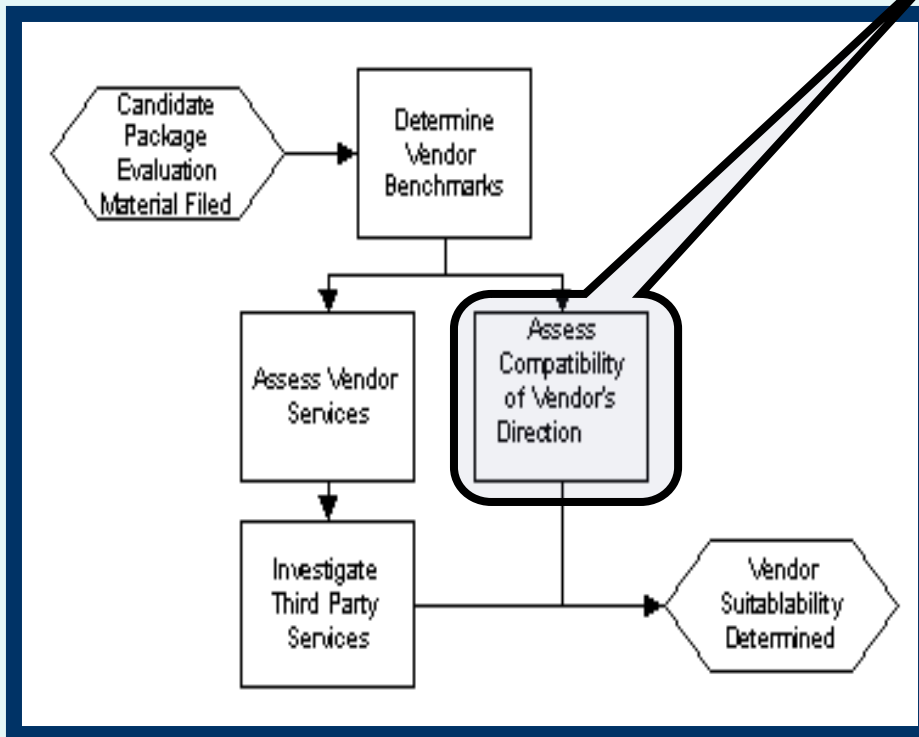 Candidate
Package
Evaluation
Material Filed
Determine
Vendor
Benchmarks
Assess Vendor
Services
Assess
Compatibility
of Vendor's
Direction
Investigate
Third Party
Services
Vendor
Suitablability
Determined